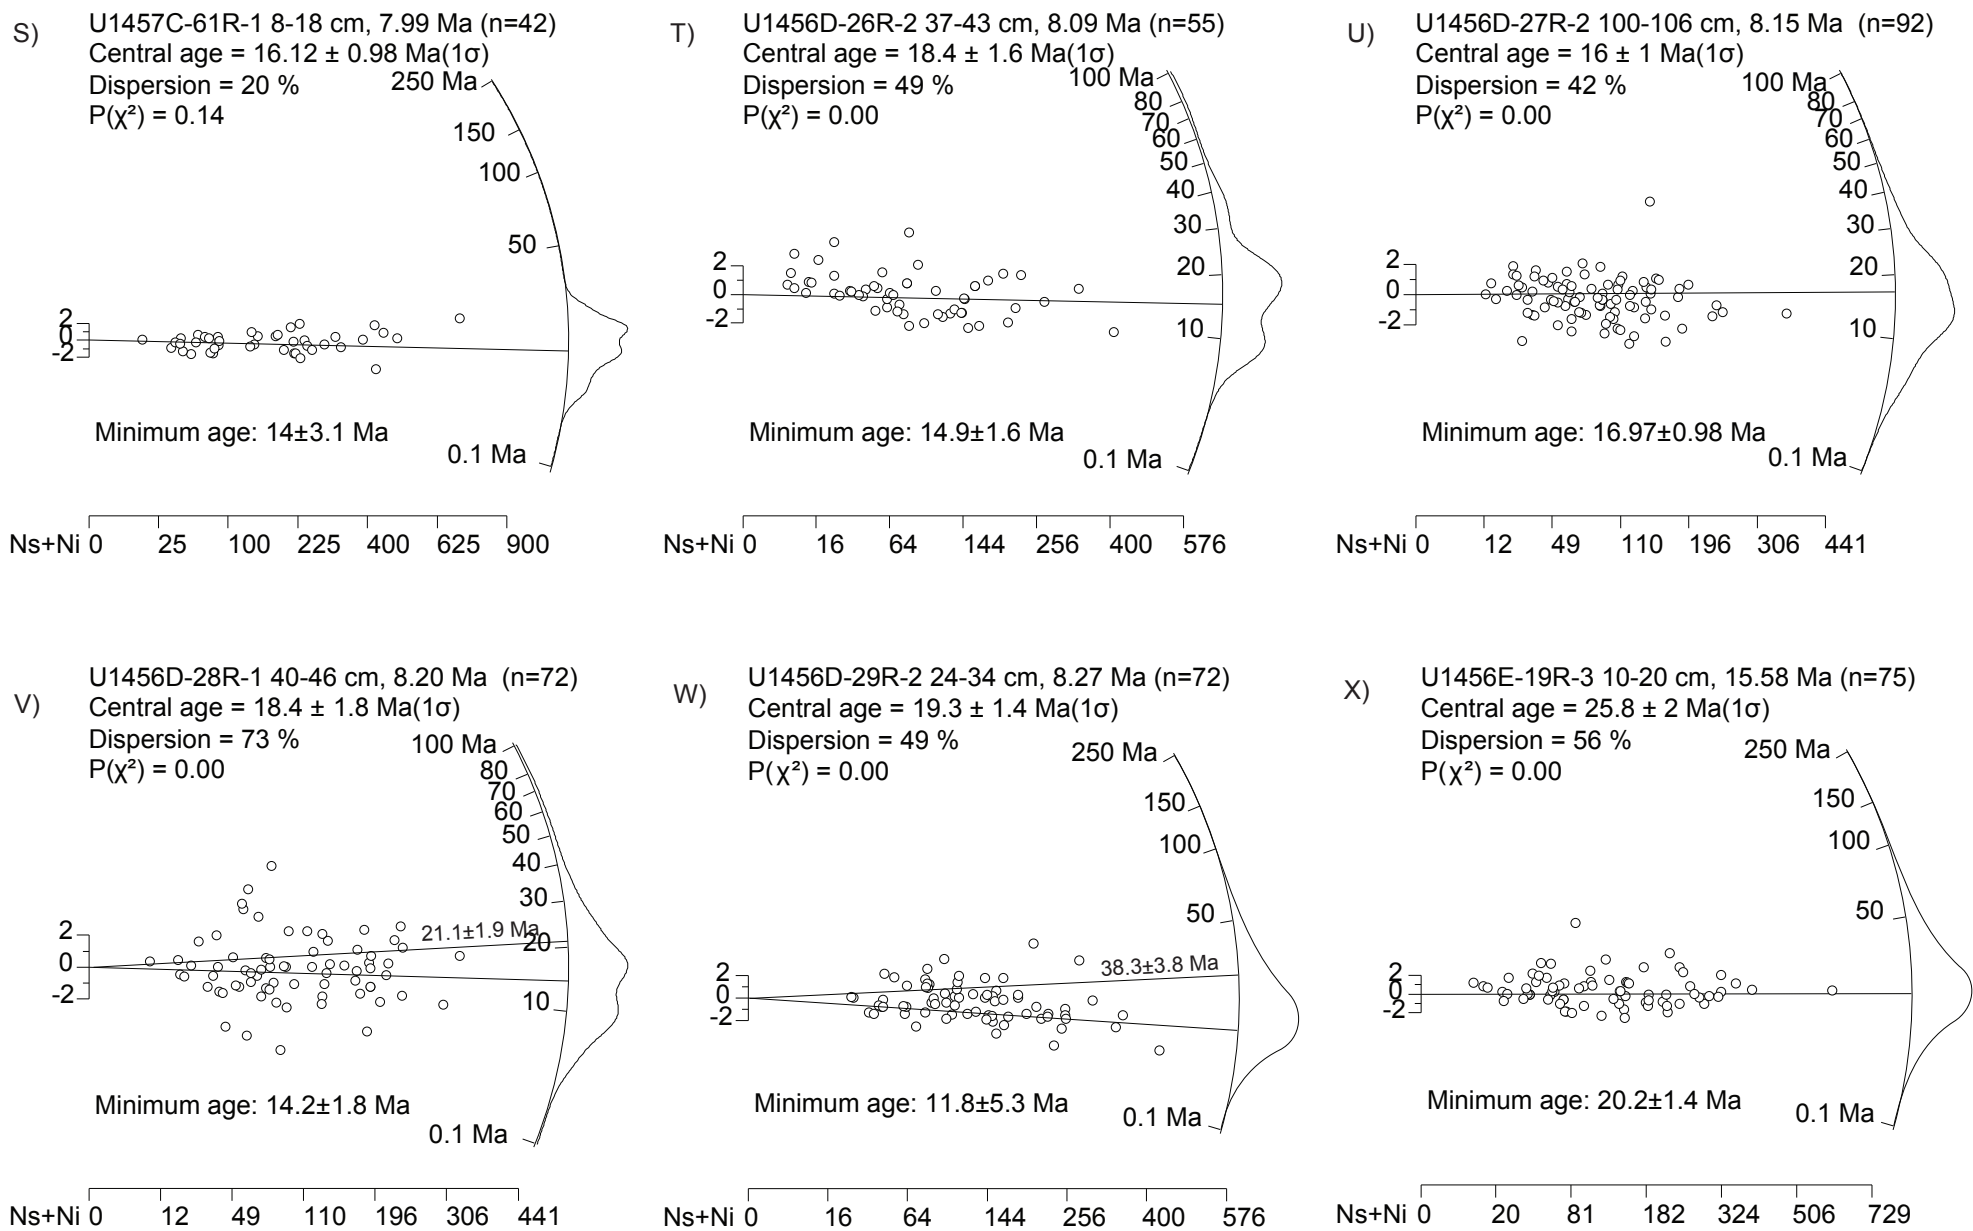 S)
U1457C-61R-1 8-18 cm, 7.99 Ma (n=42)
Central age = 16.12 ± 0.98 Ma(1σ)
Dispersion = 20 %
P(χ²) = 0.14
250 Ma
150
100
50
2
0
-2
Minimum age: 14±3.1 Ma
0.1 Ma
Ns+Ni 0 25 100 225 400 625 900
T)
U1456D-26R-2 37-43 cm, 8.09 Ma (n=55)
Central age = 18.4 ± 1.6 Ma(1σ)
Dispersion = 49 %
P(χ²) = 0.00
100 Ma
80
70
60
50
40
30
20
10
2
0
-2
Minimum age: 14.9±1.6 Ma
0.1 Ma
Ns+Ni 0 16 64 144 256 400 576
U)
U1456D-27R-2 100-106 cm, 8.15 Ma (n=92)
Central age = 16 ± 1 Ma(1σ)
Dispersion = 42 %
P(χ²) = 0.00
100 Ma
80
70
60
50
40
30
20
10
2
0
-2
Minimum age: 16.97±0.98 Ma
0.1 Ma
Ns+Ni 0 12 49 110 196 306 441
V)
U1456D-28R-1 40-46 cm, 8.20 Ma (n=72)
Central age = 18.4 ± 1.8 Ma(1σ)
Dispersion = 73 %
P(χ²) = 0.00
100 Ma
80
70
60
50
40
30
21.1±1.9 Ma
20
10
2
0
-2
Minimum age: 14.2±1.8 Ma
0.1 Ma
Ns+Ni 0 12 49 110 196 306 441
W)
U1456D-29R-2 24-34 cm, 8.27 Ma (n=72)
Central age = 19.3 ± 1.4 Ma(1σ)
Dispersion = 49 %
P(χ²) = 0.00
250 Ma
150
100
50
38.3±3.8 Ma
2
0
-2
Minimum age: 11.8±5.3 Ma
0.1 Ma
Ns+Ni 0 16 64 144 256 400 576
X)
U1456E-19R-3 10-20 cm, 15.58 Ma (n=75)
Central age = 25.8 ± 2 Ma(1σ)
Dispersion = 56 %
P(χ²) = 0.00
250 Ma
150
100
50
2
0
-2
Minimum age: 20.2±1.4 Ma
0.1 Ma
Ns+Ni 0 20 81 182 324 506 729